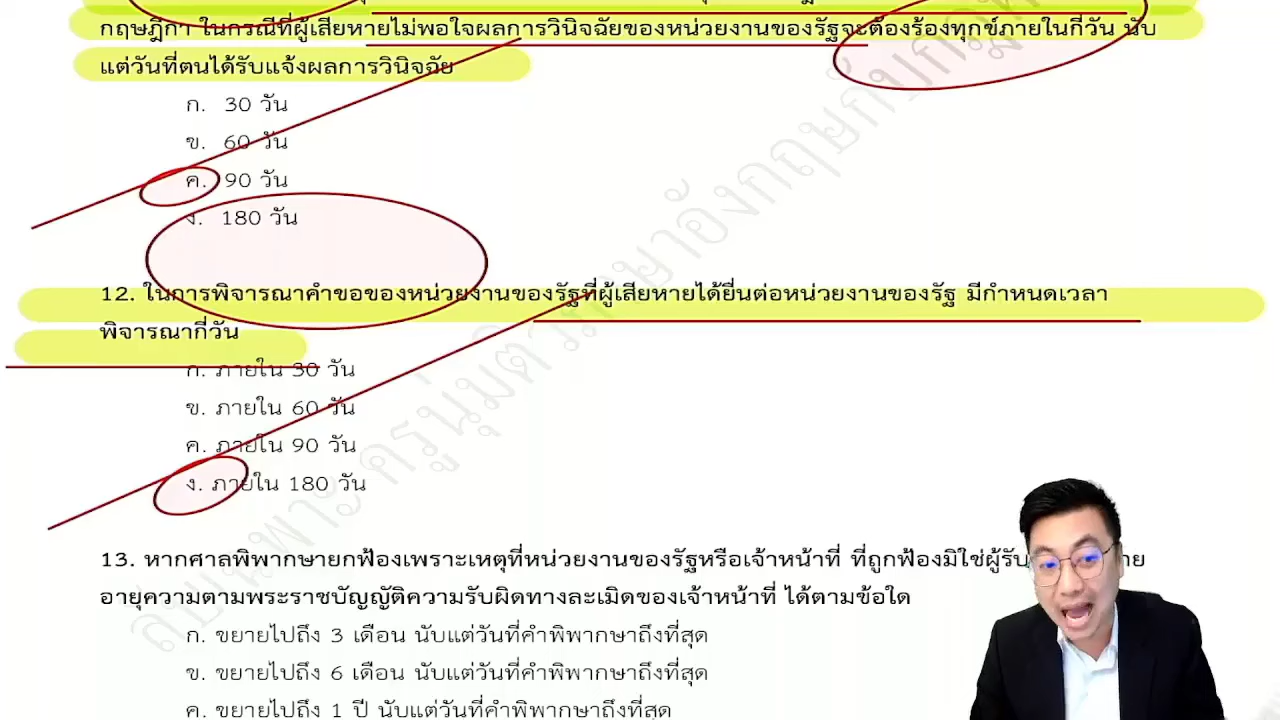 กฤษฎีกา ในกรณีที่ผู้เสียหายไม่พอใจผลการวินิจฉัยของหน่วยงานของรัฐจะต้องร้องทุกข์ภายในกี่วัน นับ
แต่วันที่ตนได้รับแจ้งผลการวินิจฉัย
ก. 30 วัน
ข. 60 วัน
ค. 90 วัน
ง. 180 วัน
12. ในการพิจารณาคำขอของหน่วยงานของรัฐที่ผู้เสียหายได้ยื่นต่อหน่วยงานของรัฐ มีกำหนดเวลา
พิจารณากี่วัน
ก. ภายใน 30 วัน
ข. ภายใน 60 วัน
ค. ภายใน 90 วัน
ง. ภายใน 180 วัน
13. หากศาลพิพากษายกฟ้องเพราะเหตุที่หน่วยงานของรัฐหรือเจ้าหน้าที่ ที่ถูกฟ้องมิใช่ผู้รับ
อายุความตามพระราชบัญญัติความรับผิดทางละเมิดของเจ้าหน้าที่ ได้ตามข้อใด
ก. ขยายไปถึง 3 เดือน นับแต่วันที่คำพิพากษาถึงที่สุด
ข. ขยายไปถึง 6 เดือน นับแต่วันที่คำพิพากษาถึงที่สุด
ค. ขยายไปถึง 1 ปี นับแต่วันที่คำพิพากษาถึงที่สุด